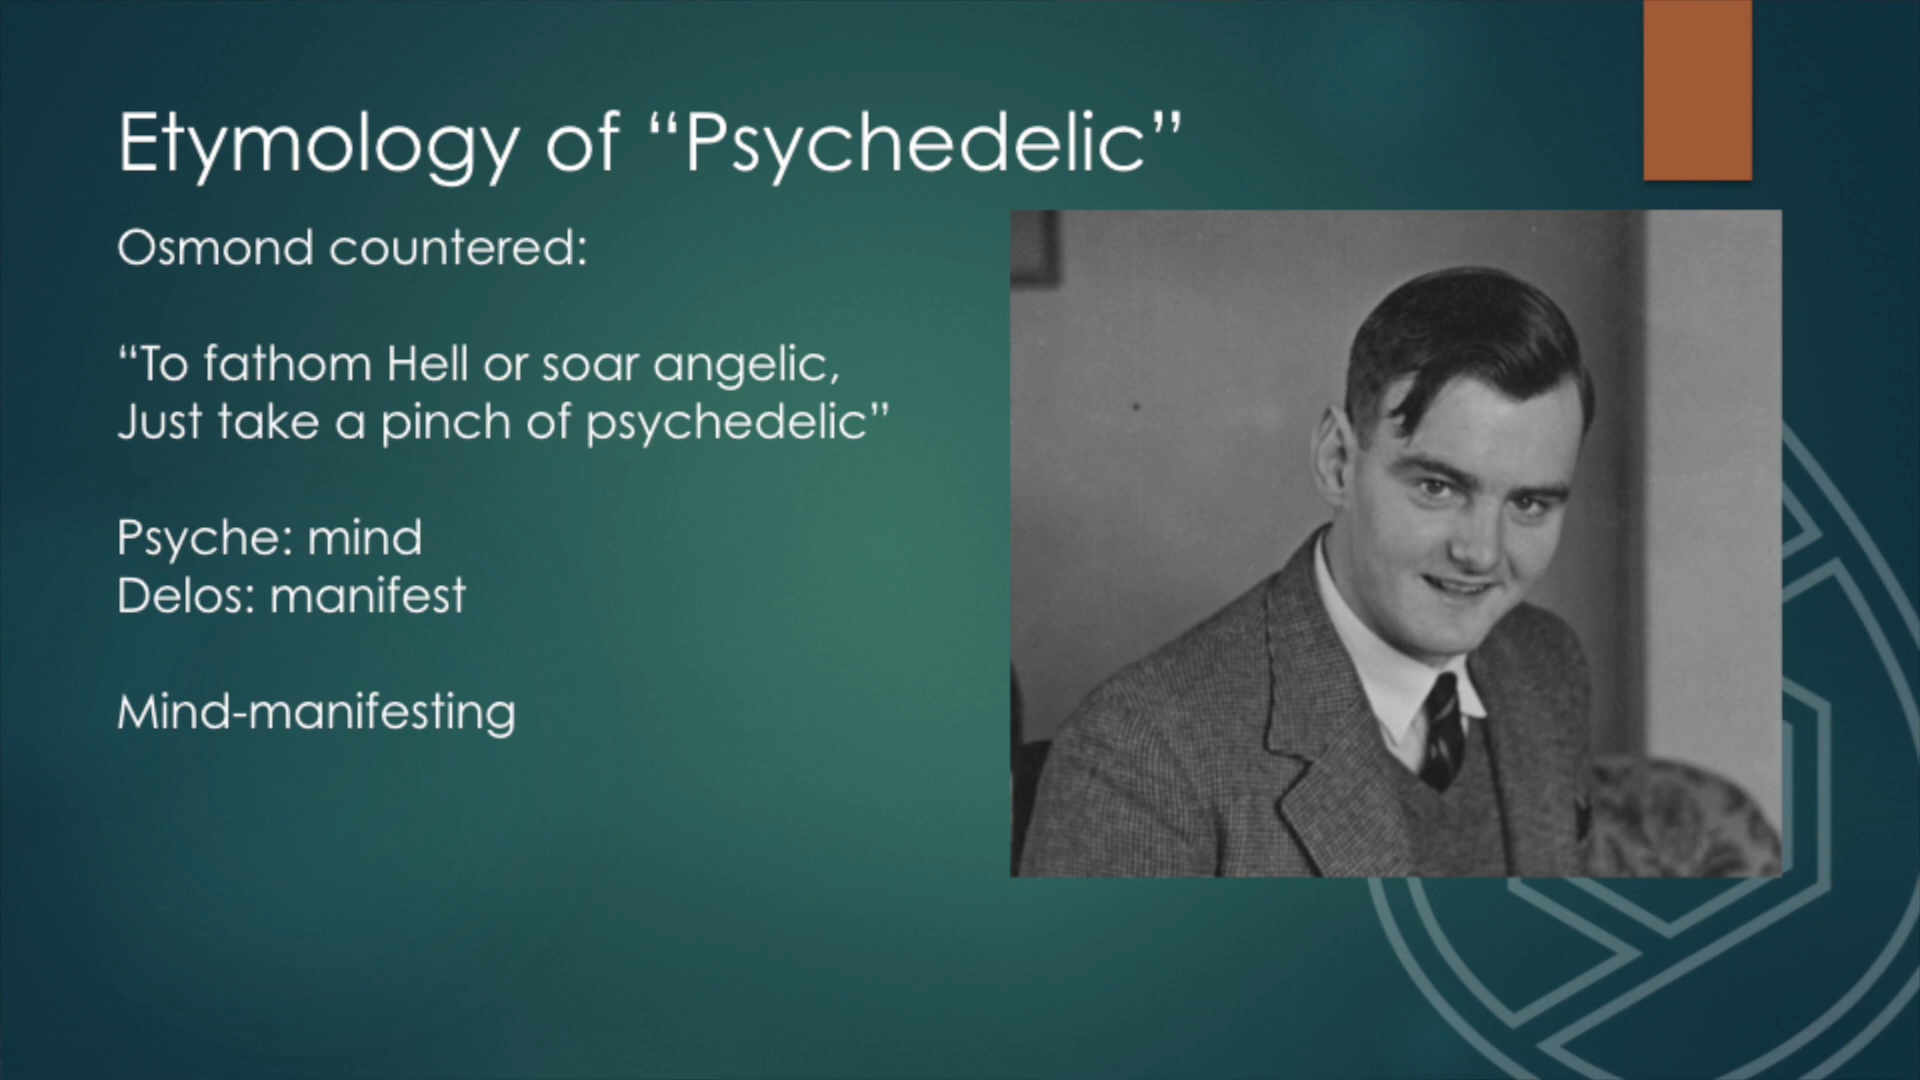 Etymology of “Psychedelic”
Osmond countered:
“To fathom Hell or soar angelic,
Just take a pinch of psychedelic”
Psyche: mind
Delos: manifest
Mind-manifesting